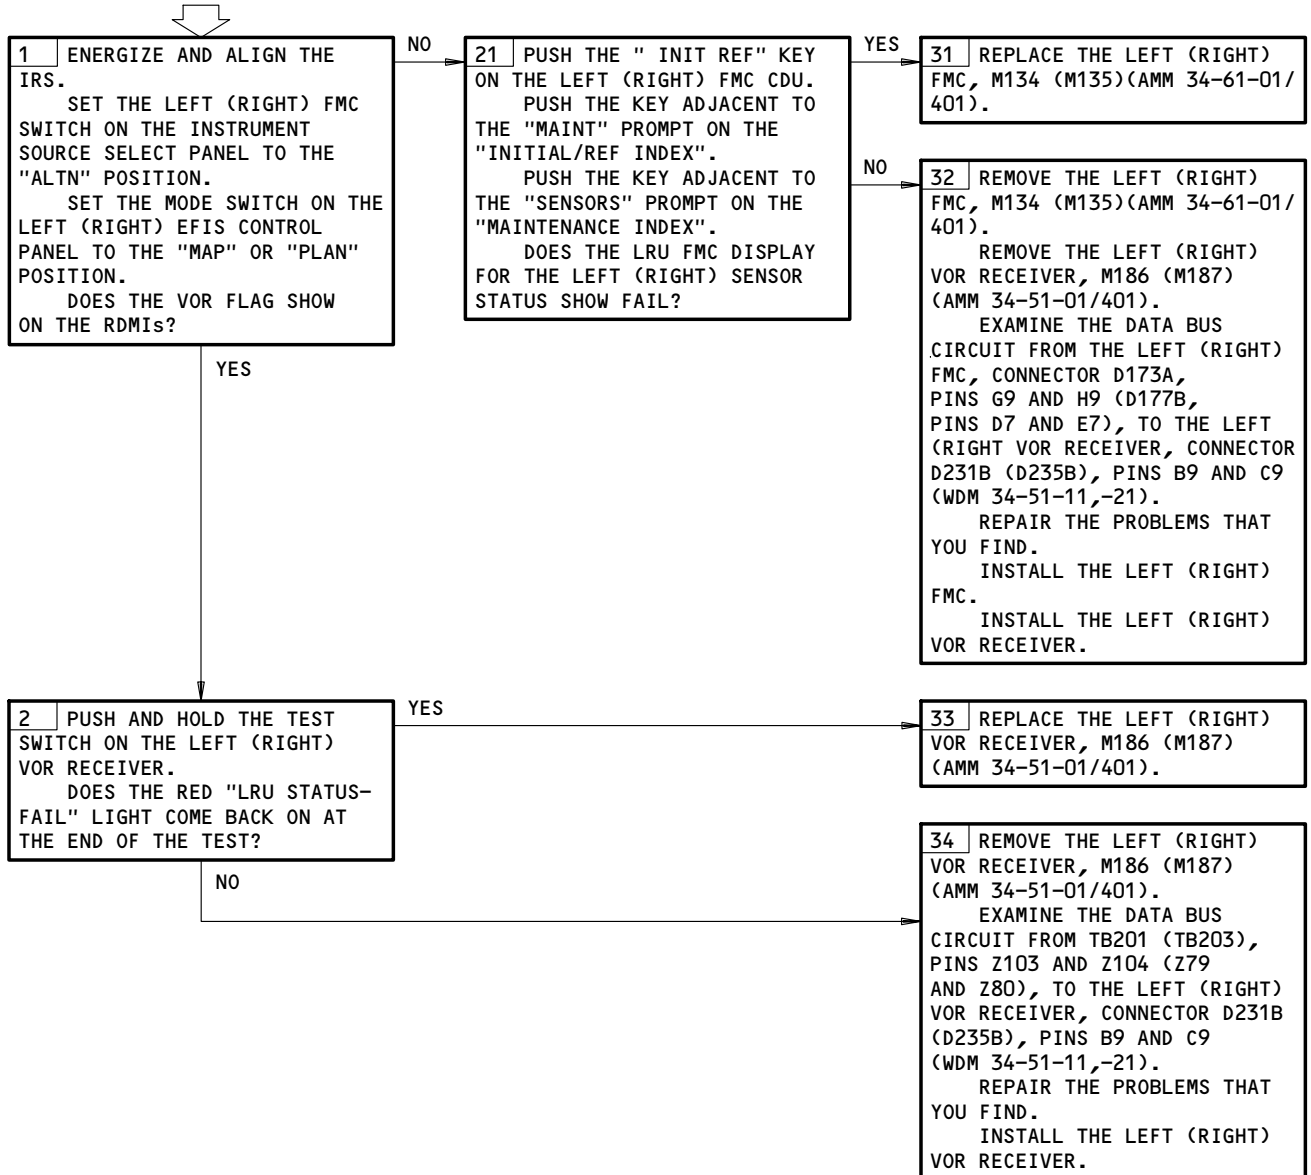 1 ENERGIZE AND ALIGN THE
IRS.
SET THE LEFT (RIGHT) FMC
SWITCH ON THE INSTRUMENT
SOURCE SELECT PANEL TO THE
"ALTN" POSITION.
SET THE MODE SWITCH ON THE
LEFT (RIGHT) EFIS CONTROL
PANEL TO THE "MAP" OR "PLAN"
POSITION.
DOES THE VOR FLAG SHOW
ON THE RDMIs?
NO
21 PUSH THE " INIT REF" KEY
ON THE LEFT (RIGHT) FMC CDU.
PUSH THE KEY ADJACENT TO
THE "MAINT" PROMPT ON THE
"INITIAL/REF INDEX".
PUSH THE KEY ADJACENT TO
THE "SENSORS" PROMPT ON THE
"MAINTENANCE INDEX".
DOES THE LRU FMC DISPLAY
FOR THE LEFT (RIGHT) SENSOR
STATUS SHOW FAIL?
YES
31 REPLACE THE LEFT (RIGHT)
FMC, M134 (M135)(AMM 34-61-01/
401).
NO
32 REMOVE THE LEFT (RIGHT)
FMC, M134 (M135)(AMM 34-61-01/
401).
REMOVE THE LEFT (RIGHT)
VOR RECEIVER, M186 (M187)
(AMM 34-51-01/401).
EXAMINE THE DATA BUS
CIRCUIT FROM THE LEFT (RIGHT)
FMC, CONNECTOR D173A,
PINS G9 AND H9 (D177B,
PINS D7 AND E7), TO THE LEFT
(RIGHT VOR RECEIVER, CONNECTOR
D231B (D235B), PINS B9 AND C9
(WDM 34-51-11,-21).
REPAIR THE PROBLEMS THAT
YOU FIND.
INSTALL THE LEFT (RIGHT)
FMC.
INSTALL THE LEFT (RIGHT)
VOR RECEIVER.
YES
2 PUSH AND HOLD THE TEST
SWITCH ON THE LEFT (RIGHT)
VOR RECEIVER.
DOES THE RED "LRU STATUS-
FAIL" LIGHT COME BACK ON AT
THE END OF THE TEST?
YES
33 REPLACE THE LEFT (RIGHT)
VOR RECEIVER, M186 (M187)
(AMM 34-51-01/401).
NO
34 REMOVE THE LEFT (RIGHT)
VOR RECEIVER, M186 (M187)
(AMM 34-51-01/401).
EXAMINE THE DATA BUS
CIRCUIT FROM TB201 (TB203),
PINS Z103 AND Z104 (Z79
AND Z80), TO THE LEFT (RIGHT)
VOR RECEIVER, CONNECTOR D231B
(D235B), PINS B9 AND C9
(WDM 34-51-11,-21).
REPAIR THE PROBLEMS THAT
YOU FIND.
INSTALL THE LEFT (RIGHT)
VOR RECEIVER.